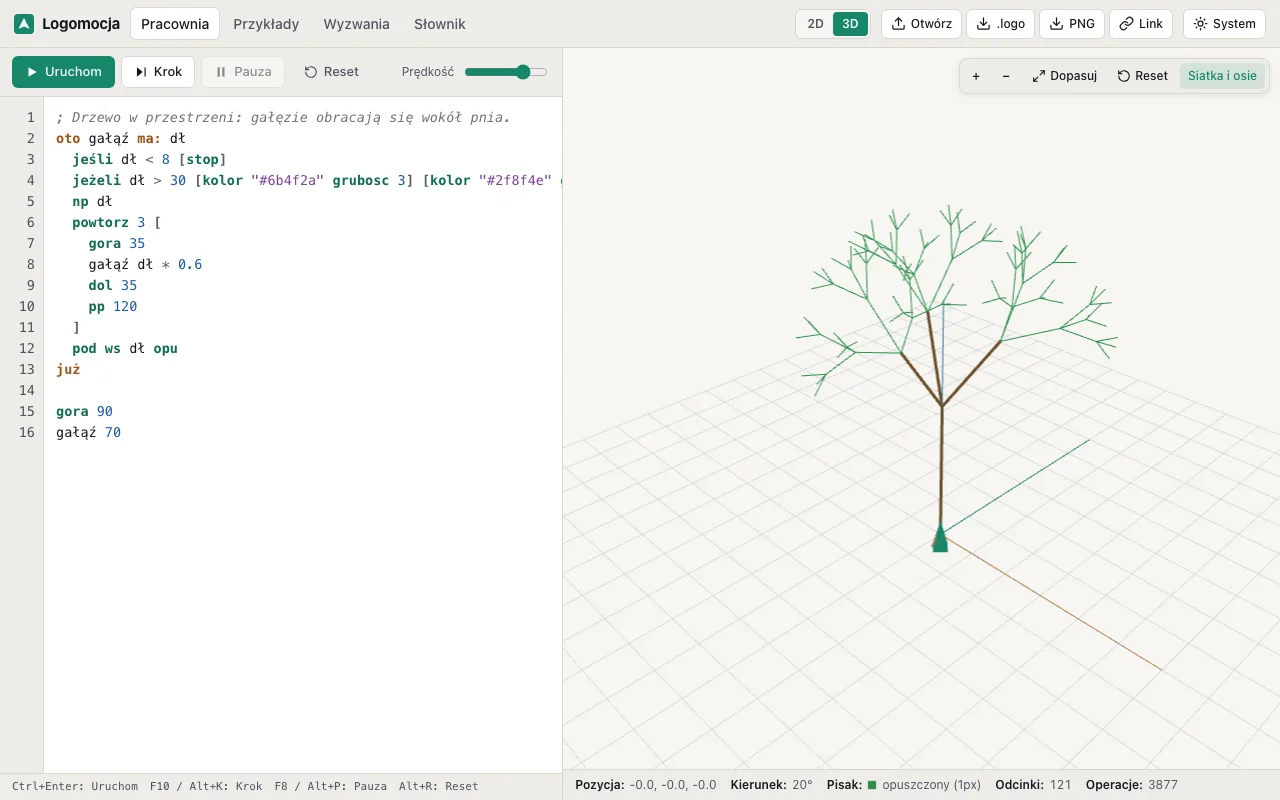 Logomocja Pracownia Przykłady Wyzwania Słownik 2D 3D Otwórz .logo PNG Link System
Uruchom Krok Pauza Reset Prędkość
+ − Dopasuj Reset Siatka i osie
1 ; Drzewo w przestrzeni: gałęzie obracają się wokół pnia.
2 oto gałąź ma: dł
3 jeśli dł < 8 [stop]
4 jeżeli dł > 30 [kolor "#6b4f2a" grubosc 3] [kolor "#2f8f4e"
5 np dł
6 powtorz 3 [
7 gora 35
8 gałąź dł * 0.6
9 dol 35
10 pp 120
11 ]
12 pod ws dł opu
13 już
14
15 gora 90
16 gałąź 70
Ctrl+Enter: Uruchom F10 / Alt+K: Krok F8 / Alt+P: Pauza Alt+R: Reset
Pozycja: -0.0, -0.0, -0.0 Kierunek: 20° Pisak: opuszczony (1px) Odcinki: 121 Operacje: 3877